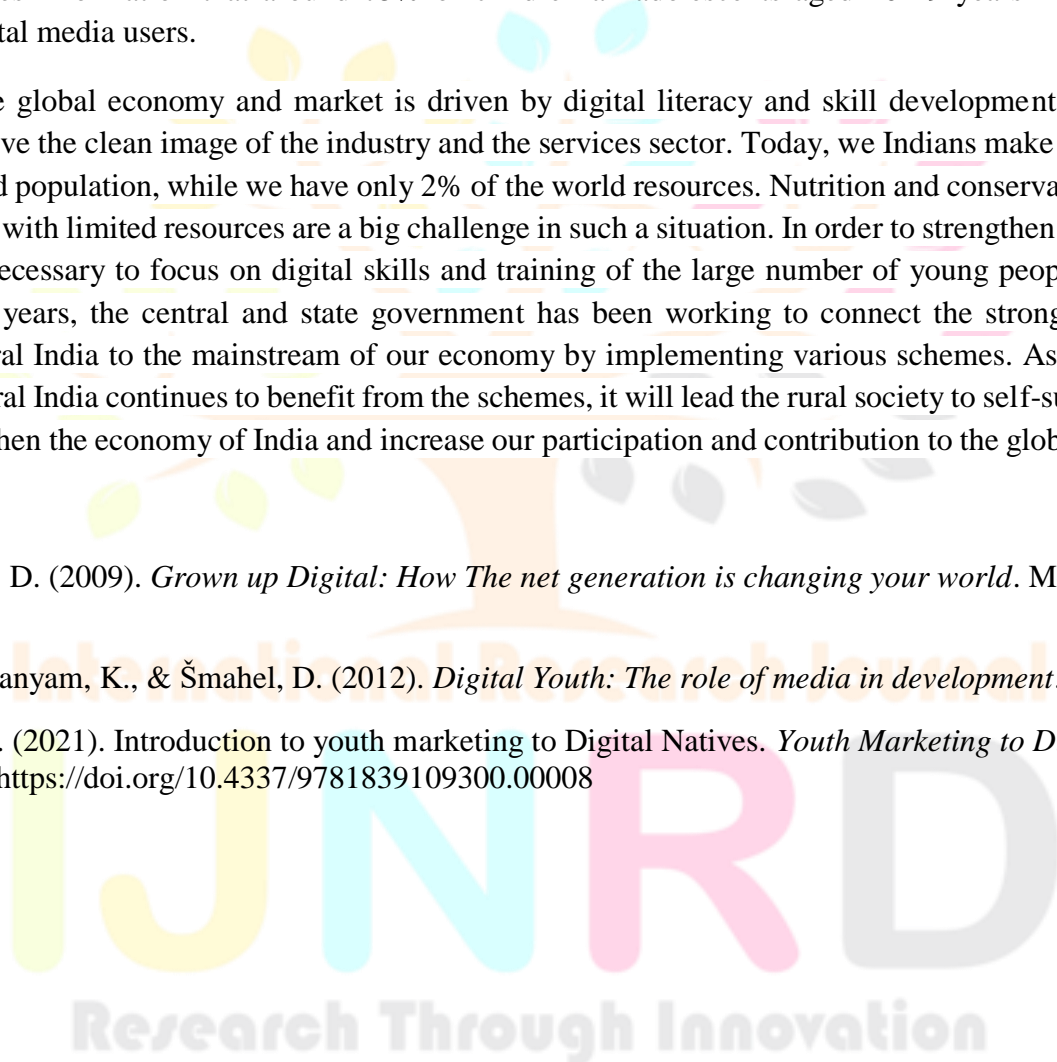 tal media users.
e global economy and market is driven by digital literacy and skill development
ve the clean image of the industry and the services sector. Today, we Indians make
d population, while we have only 2% of the world resources. Nutrition and conserva
with limited resources are a big challenge in such a situation. In order to strengthen
ecessary to focus on digital skills and training of the large number of young peop
years, the central and state government has been working to connect the strong
ral India to the mainstream of our economy by implementing various schemes. As
ral India continues to benefit from the schemes, it will lead the rural society to self-su
hen the economy of India and increase our participation and contribution to the glob
D. (2009). Grown up Digital: How The net generation is changing your world. M
anyam, K., & Šmahel, D. (2012). Digital Youth: The role of media in development.
. (2021). Introduction to youth marketing to Digital Natives. Youth Marketing to D
https://doi.org/10.4337/9781839109300.00008
International Research Journal
IJNRD
Research Through Innovation